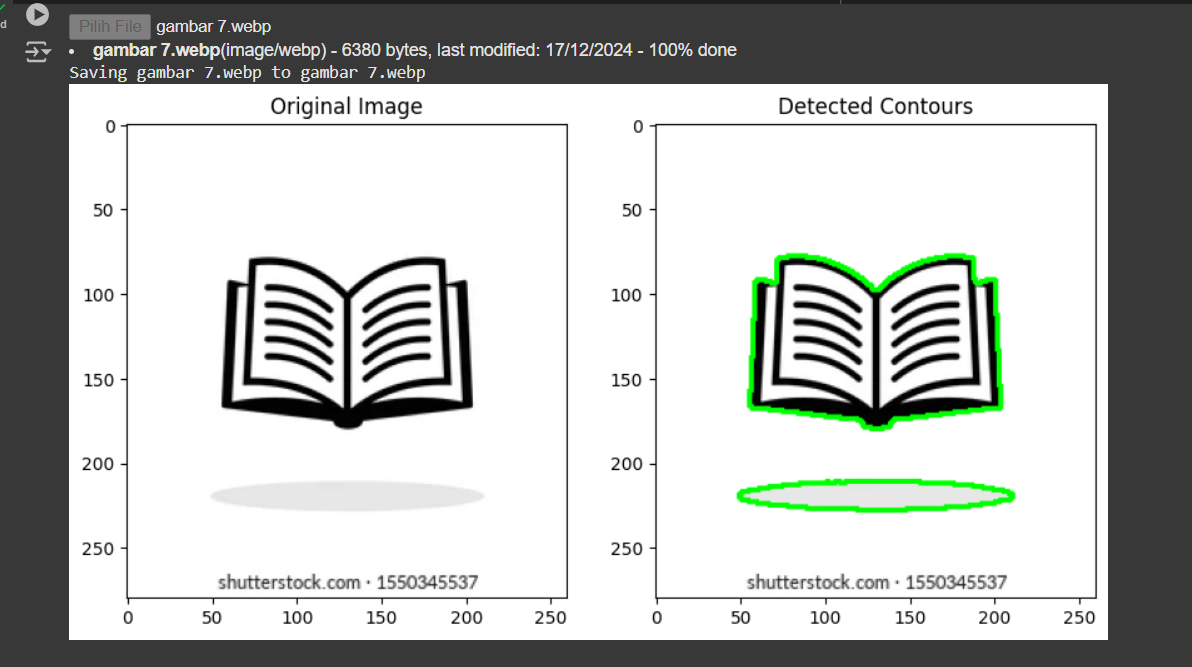 d
Pilih File gambar 7.webp
• gambar 7.webp(image/webp) - 6380 bytes, last modified: 17/12/2024 - 100% done
Saving gambar 7.webp to gambar 7.webp
Original Image
0
50
100
150
200
250
shutterstock.com · 1550345537
0 50 100 150 200 250
Detected Contours
0
50
100
150
200
250
shutterstock.com · 1550345537
0 50 100 150 200 250